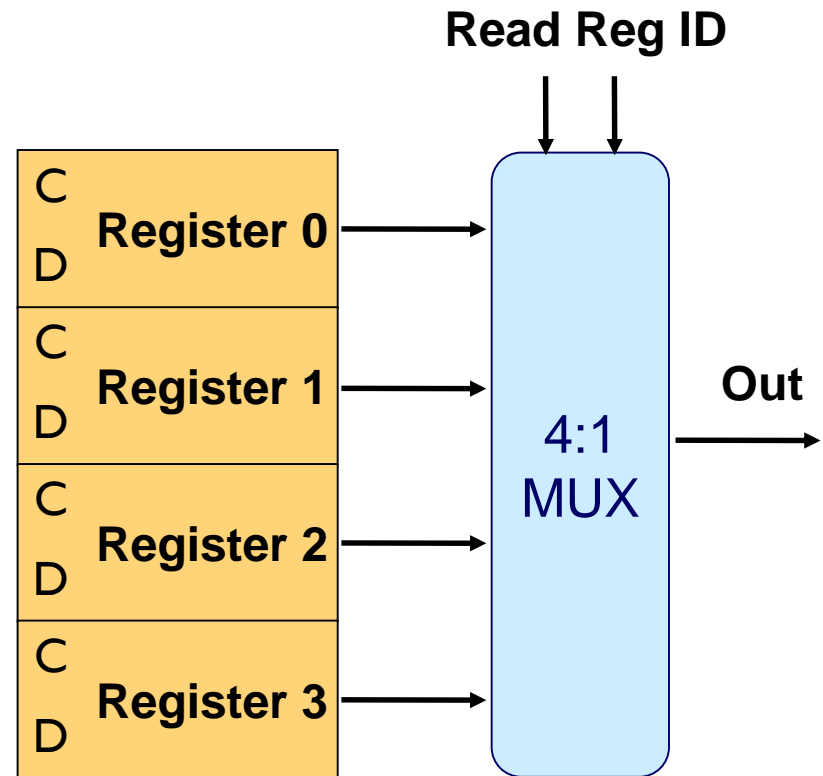 Read Reg ID
C
Register 0
D
C
Register 1
D
C
Register 2
D
C
Register 3
D
4:1
MUX
Out